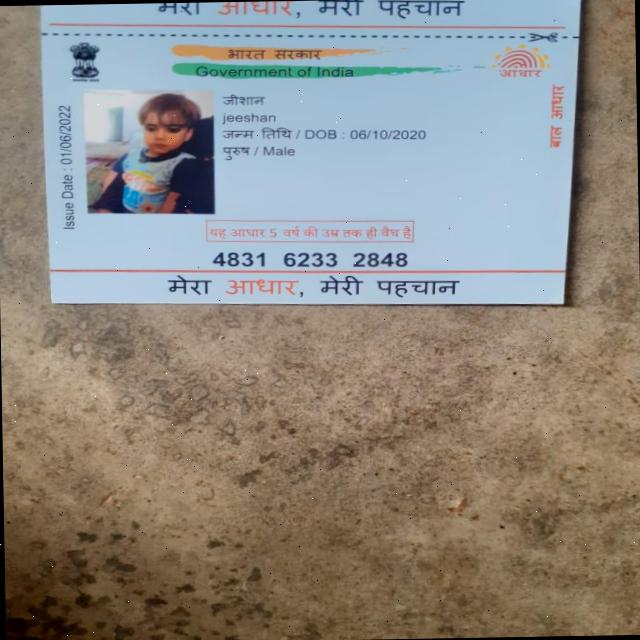 मेरा आधार, मेरी पहचान
भारत सरकार
Government of India
आधार
Issue Date : 01/06/2022
जीशान
jeeshan
जन्म तिथि / DOB : 06/10/2020
पुरुष / Male
बाल आधार
यह आधार 5 वर्ष की उम्र तक ही वैध है
4831 6233 2848
मेरा आधार, मेरी पहचान